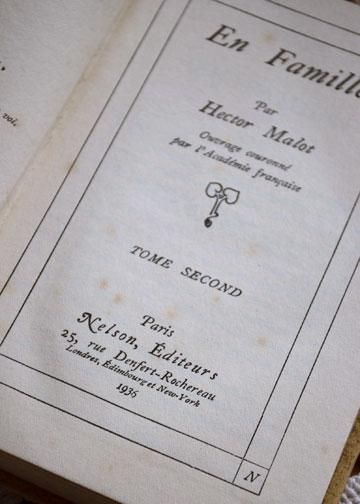 En Famille
Par
Hector Malot
Ouvrage couronné
par l'Académie française
TOME SECOND
Paris
Nelson, Éditeurs
25, rue Denfert-Rochereau
Londres, Édimbourg et New-York
1936
N
vol.